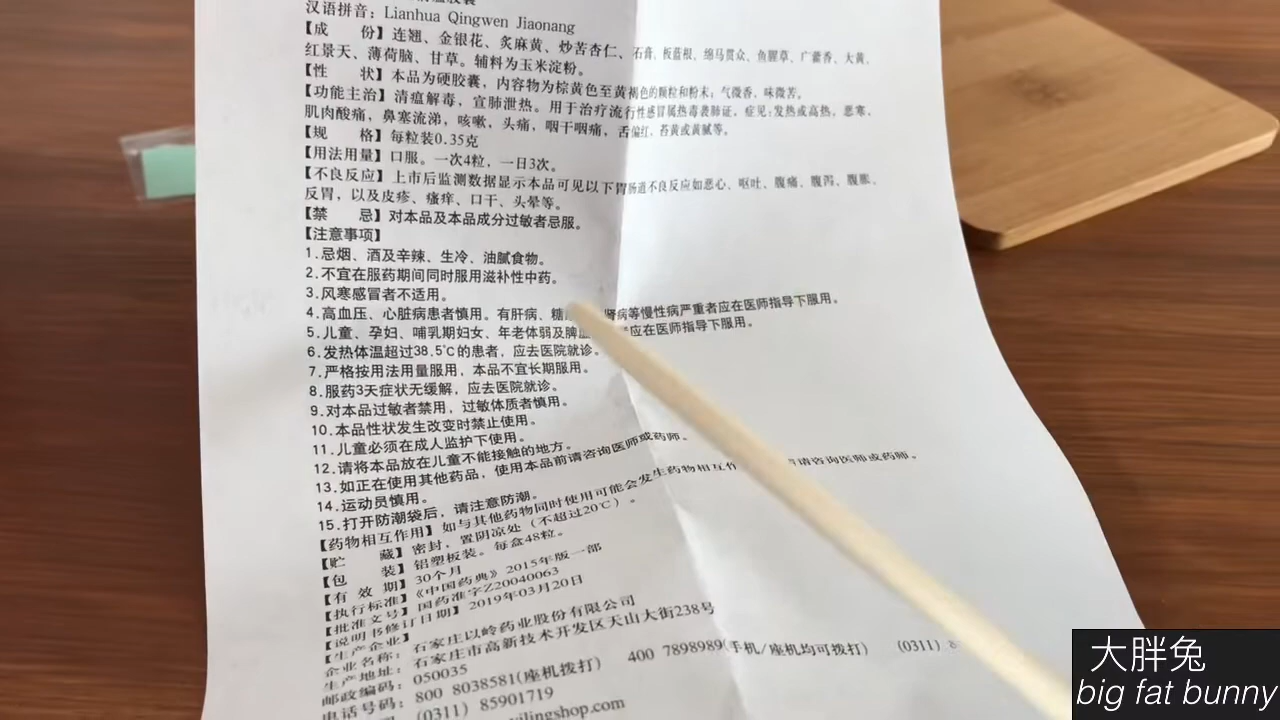 汉语拼音：Lianhua Qingwen Jiaonang
【成　份】连翘、金银花、炙麻黄、炒苦杏仁、石膏、板蓝根、绵马贯众、鱼腥草、广藿香、大黄、
红景天、薄荷脑、甘草。辅料为玉米淀粉。
【性　状】本品为硬胶囊，内容物为棕黄色至黄褐色的颗粒和粉末；气微香、味微苦。
【功能主治】清瘟解毒，宣肺泄热。用于治疗流行性感冒属热毒袭肺证，症见：发热或高热，恶寒，
肌肉酸痛，鼻塞流涕，咳嗽，头痛，咽干咽痛，舌偏红，苔黄或黄腻等。
【规　格】每粒装0.35克
【用法用量】口服。一次4粒，一日3次。
【不良反应】上市后监测数据显示本品可见以下胃肠道不良反应如恶心、呕吐、腹痛、腹泻、腹胀、
反胃，以及皮疹、瘙痒、口干、头晕等。
【禁　忌】对本品及本品成分过敏者忌服。
【注意事项】
1.忌烟、酒及辛辣、生冷、油腻食物。
2.不宜在服药期间同时服用滋补性中药。
3.风寒感冒者不适用。
4.高血压、心脏病患者慎用。有肝病、糖 肾病等慢性病严重者应在医师指导下服用。
5.儿童、孕妇、哺乳期妇女、年老体弱及脾 应在医师指导下服用。
6.发热体温超过38.5℃的患者，应去医院就诊。
7.严格按用法用量服用，本品不宜长期服用。
8.服药3天症状无缓解，应去医院就诊。
9.对本品过敏者禁用，过敏体质者慎用。
10.本品性状发生改变时禁止使用。
11.儿童必须在成人监护下使用。
12.请将本品放在儿童不能接触的地方。
13.如正在使用其他药品，使用本品前请咨询医师或药师。
14.运动员慎用。
15.打开防潮袋后，请注意防潮。
【药物相互作用】如与其他药物同时使用可能会发生药物相互作 请咨询医师或药师。
【贮　藏】密封，置阴凉处（不超过20℃）。
【包　装】铝塑板装。每盒48粒。
【有 效 期】30个月
【执行标准】《中国药典》2015年版一部
【批准文号】国药准字Z20040063
【说明书修订日期】2019年03月20日
【生产企业】
企业名称：石家庄以岭药业股份有限公司
生产地址：石家庄市高新技术开发区天山大街238号
邮政编码：050035
电话号码：800 8038581(座机拨打)　400 7898989(手机/座机均可拨打)　(0311) 8
(0311) 85901719
yilingshop.com
大胖兔
big fat bunny